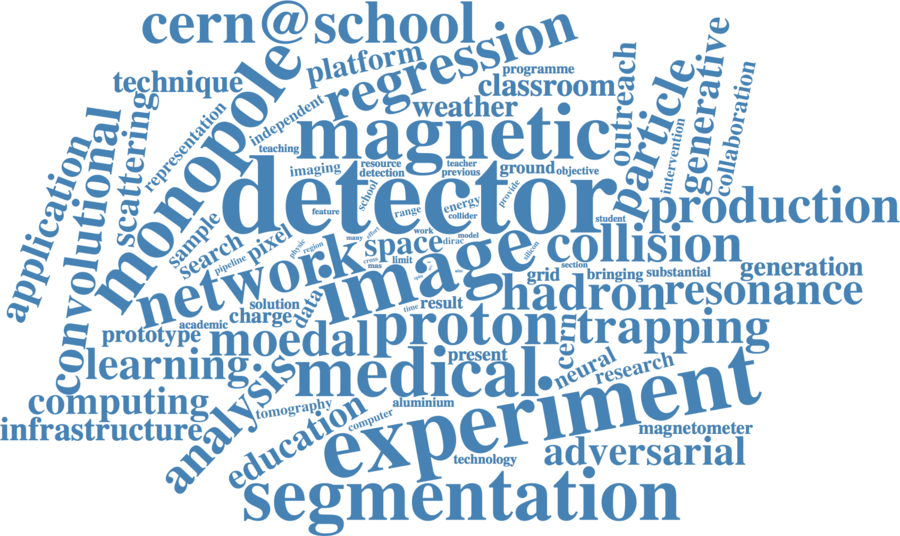 cern@school
regression
platform
programme
technique
classroom
weather
outreach
particle
generative
collaboration
intervention
independent
monopole
magnetic
representation
scattering
convolutional
application
teaching
imaging
resource
detection
teacher
previous
ground
objective
detector
school
feature
range
energy
collider
provide
student
production
sample
search
pixel
pipeline
physic
region
many
effort
work
model
dirac
space
limit
cross
mas
image
silicon
section
collision
network
grid
bringing
substantial
generation
hadron
resonance
data
solution
charge
time
result
academic
prototype
moedal
proton
cern
trapping
learning
analysis
present
medical
neural
research
computing
infrastructure
tomography
computer
aluminium
education
experiment
magnetometer
technology
adversarial
segmentation